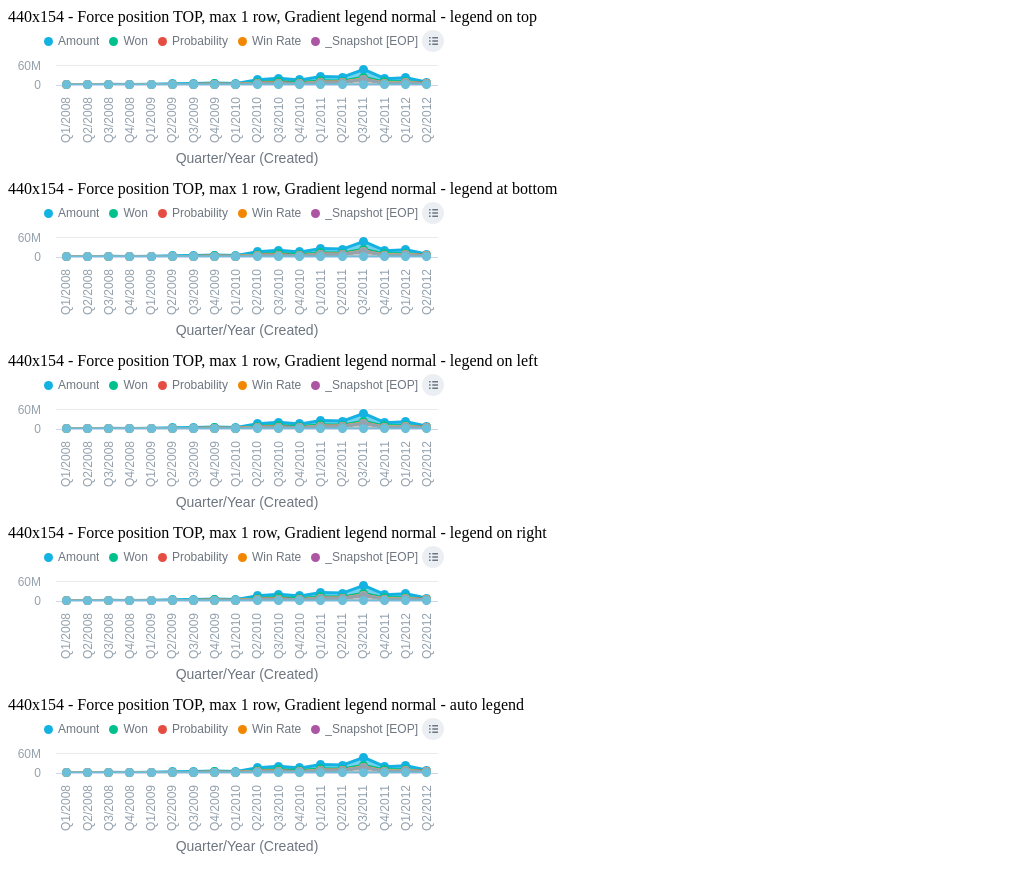 440x154 - Force position TOP, max 1 row, Gradient legend normal - legend on top
Amount Won Probability Win Rate _Snapshot [EOP]
60M
0
Q1/2008 Q2/2008 Q3/2008 Q4/2008 Q1/2009 Q2/2009 Q3/2009 Q4/2009 Q1/2010 Q2/2010 Q3/2010 Q4/2010 Q1/2011 Q2/2011 Q3/2011 Q4/2011 Q1/2012 Q2/2012
Quarter/Year (Created)
440x154 - Force position TOP, max 1 row, Gradient legend normal - legend at bottom
Amount Won Probability Win Rate _Snapshot [EOP]
60M
0
Q1/2008 Q2/2008 Q3/2008 Q4/2008 Q1/2009 Q2/2009 Q3/2009 Q4/2009 Q1/2010 Q2/2010 Q3/2010 Q4/2010 Q1/2011 Q2/2011 Q3/2011 Q4/2011 Q1/2012 Q2/2012
Quarter/Year (Created)
440x154 - Force position TOP, max 1 row, Gradient legend normal - legend on left
Amount Won Probability Win Rate _Snapshot [EOP]
60M
0
Q1/2008 Q2/2008 Q3/2008 Q4/2008 Q1/2009 Q2/2009 Q3/2009 Q4/2009 Q1/2010 Q2/2010 Q3/2010 Q4/2010 Q1/2011 Q2/2011 Q3/2011 Q4/2011 Q1/2012 Q2/2012
Quarter/Year (Created)
440x154 - Force position TOP, max 1 row, Gradient legend normal - legend on right
Amount Won Probability Win Rate _Snapshot [EOP]
60M
0
Q1/2008 Q2/2008 Q3/2008 Q4/2008 Q1/2009 Q2/2009 Q3/2009 Q4/2009 Q1/2010 Q2/2010 Q3/2010 Q4/2010 Q1/2011 Q2/2011 Q3/2011 Q4/2011 Q1/2012 Q2/2012
Quarter/Year (Created)
440x154 - Force position TOP, max 1 row, Gradient legend normal - auto legend
Amount Won Probability Win Rate _Snapshot [EOP]
60M
0
Q1/2008 Q2/2008 Q3/2008 Q4/2008 Q1/2009 Q2/2009 Q3/2009 Q4/2009 Q1/2010 Q2/2010 Q3/2010 Q4/2010 Q1/2011 Q2/2011 Q3/2011 Q4/2011 Q1/2012 Q2/2012
Quarter/Year (Created)